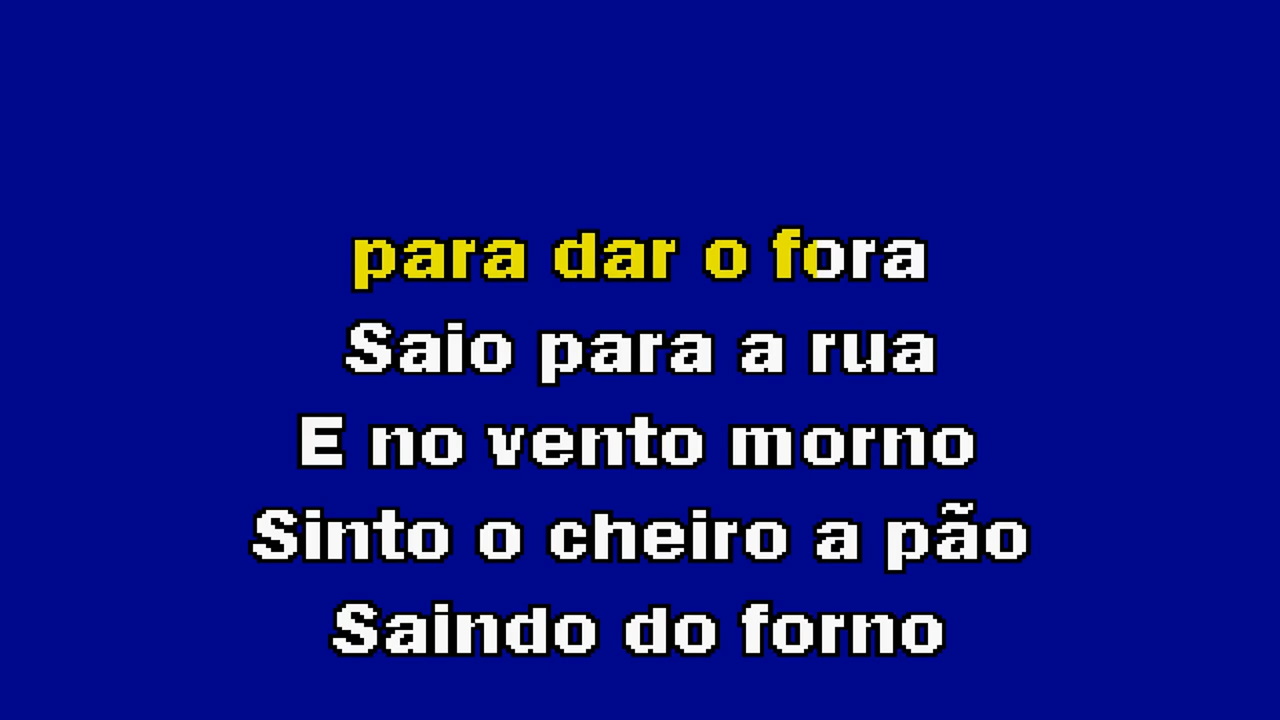 para dar o fora
Saio para a rua
E no vento morno
Sinto o cheiro a pão
Saindo do forno